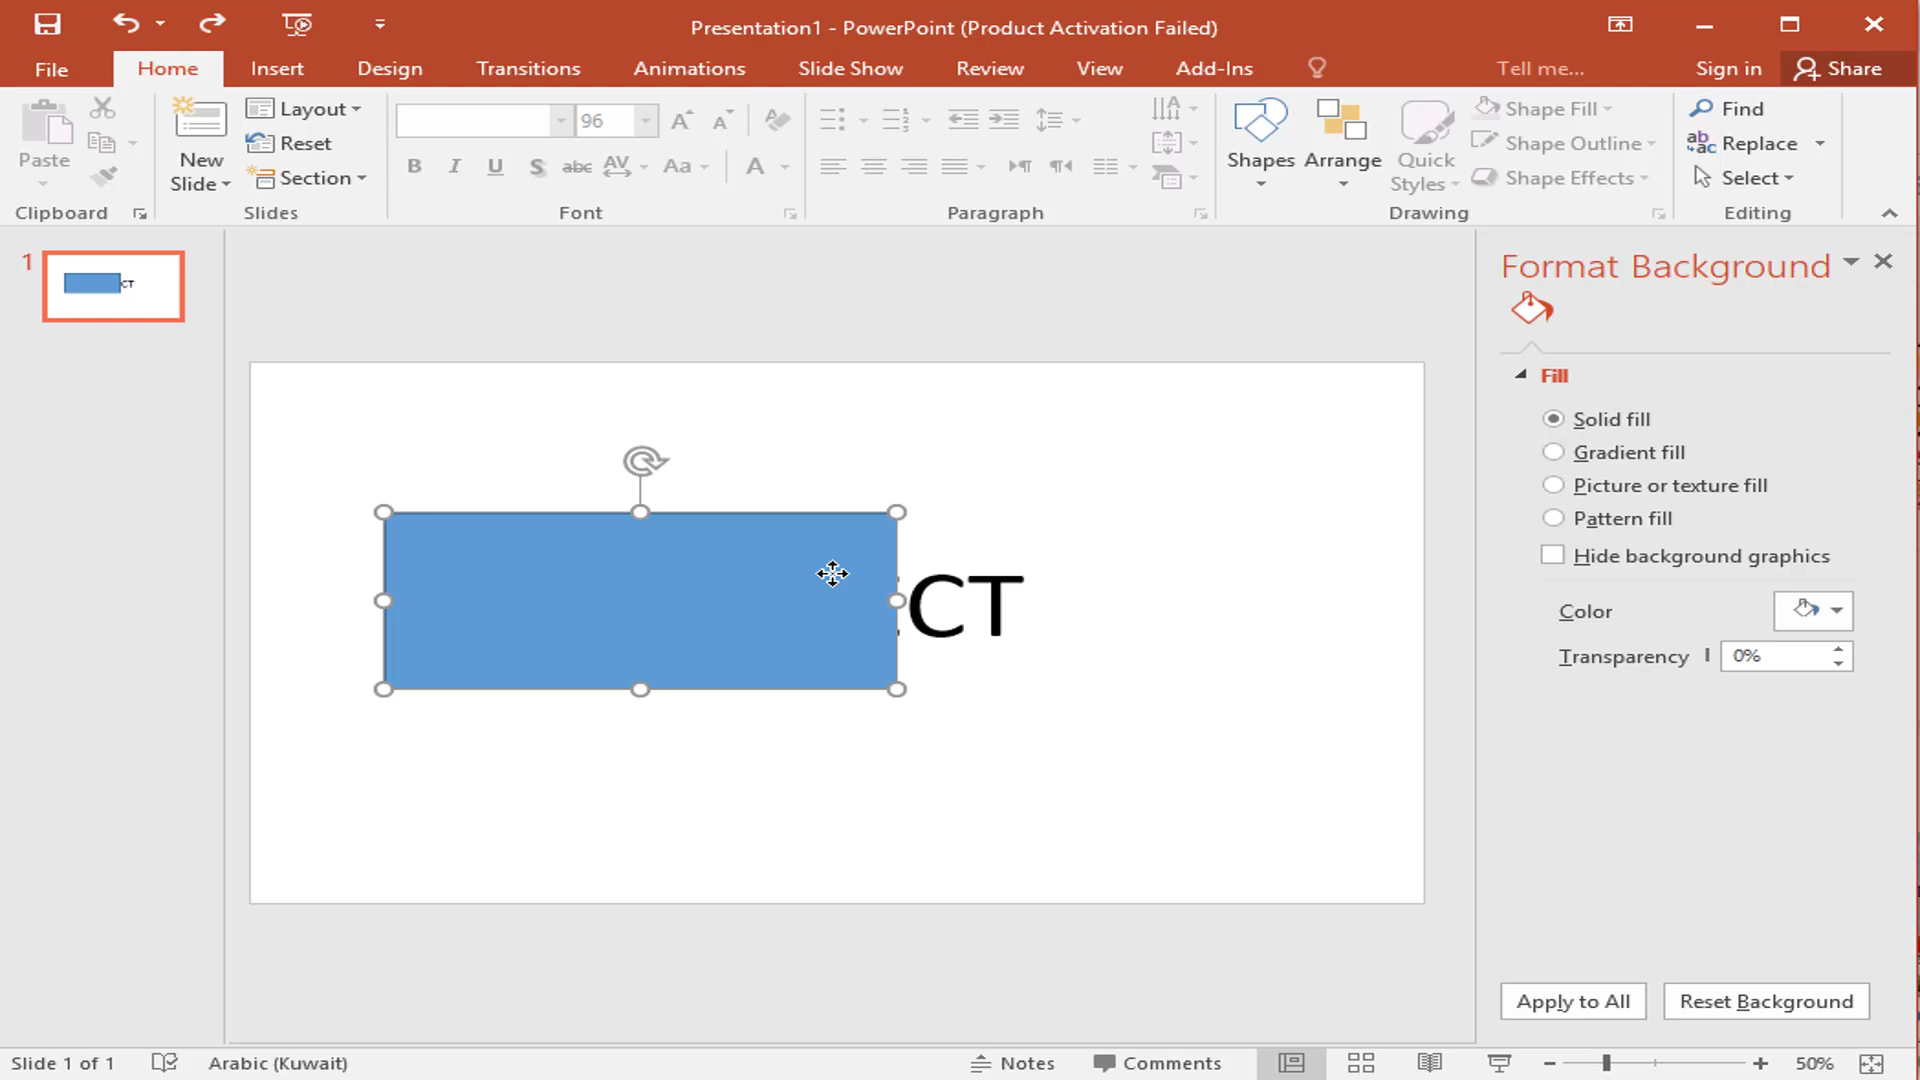 Presentation1 - PowerPoint (Product Activation Failed)
File Home Insert Design Transitions Animations Slide Show Review View Add-Ins Tell me... Sign in Share
Paste
Clipboard
New Slide
Layout
Reset
Section
Slides
96
B I U S abc AV Aa A
Font
Paragraph
Shapes
Arrange
Quick Styles
Shape Fill
Shape Outline
Shape Effects
Drawing
Find
Replace
Select
Editing
1
CT
CT
Format Background
Fill
Solid fill
Gradient fill
Picture or texture fill
Pattern fill
Hide background graphics
Color
Transparency 0%
Apply to All Reset Background
Slide 1 of 1 Arabic (Kuwait) Notes Comments 50%